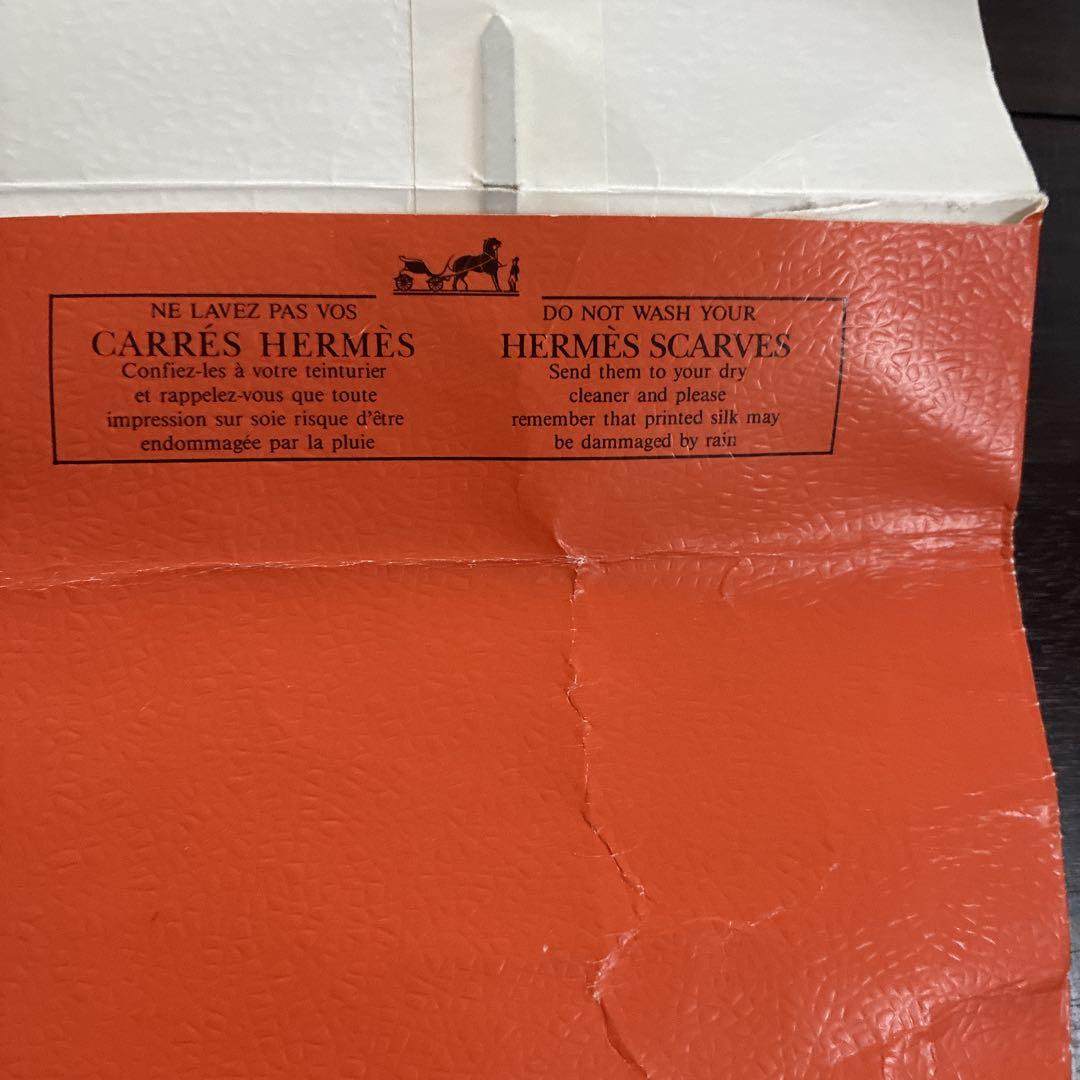 NE LAVEZ PAS VOS
CARRÉS HERMÈS
Confiez-les à votre teinturier
et rappelez-vous que toute
impression sur soie risque d'être
endommagée par la pluie
DO NOT WASH YOUR
HERMÈS SCARVES
Send them to your dry
cleaner and please
remember that printed silk may
be dammaged by rain